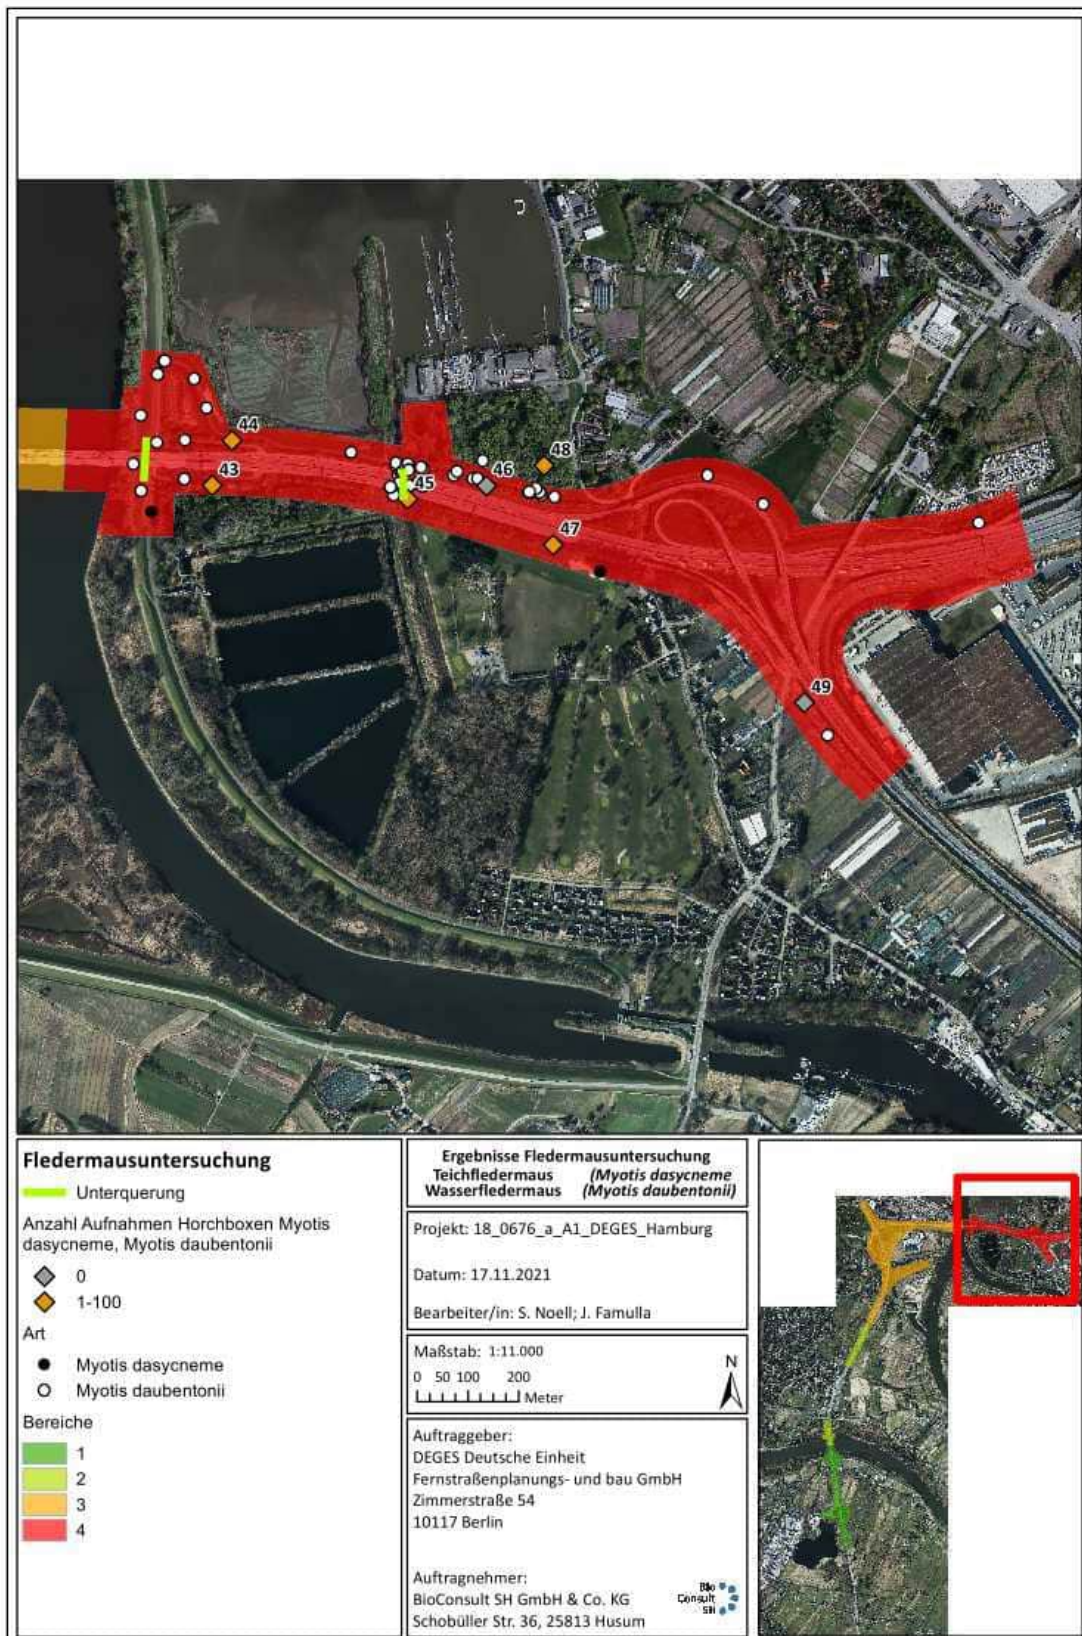 44
43
45
46
48
47
49
Fledermausuntersuchung
Unterquerung
Anzahl Aufnahmen Horchboxen Myotis
dasycneme, Myotis daubentonii
0
1-100
Art
Myotis dasycneme
Myotis daubentonii
Bereiche
1
2
3
4
Ergebnisse Fledermausuntersuchung
Teichfledermaus (Myotis dasycneme
Wasserfledermaus (Myotis daubentonii)
Projekt: 18_0676_a_A1_DEGES_Hamburg
Datum: 17.11.2021
Bearbeiter/in: S. Noell; J. Famulla
Maßstab: 1:11.000
0 50 100 200
Meter
N
Auftraggeber:
DEGES Deutsche Einheit
Fernstraßenplanungs- und bau GmbH
Zimmerstraße 54
10117 Berlin
Auftragnehmer:
BioConsult SH GmbH & Co. KG
Schobüller Str. 36, 25813 Husum
Bio
Consult
SH